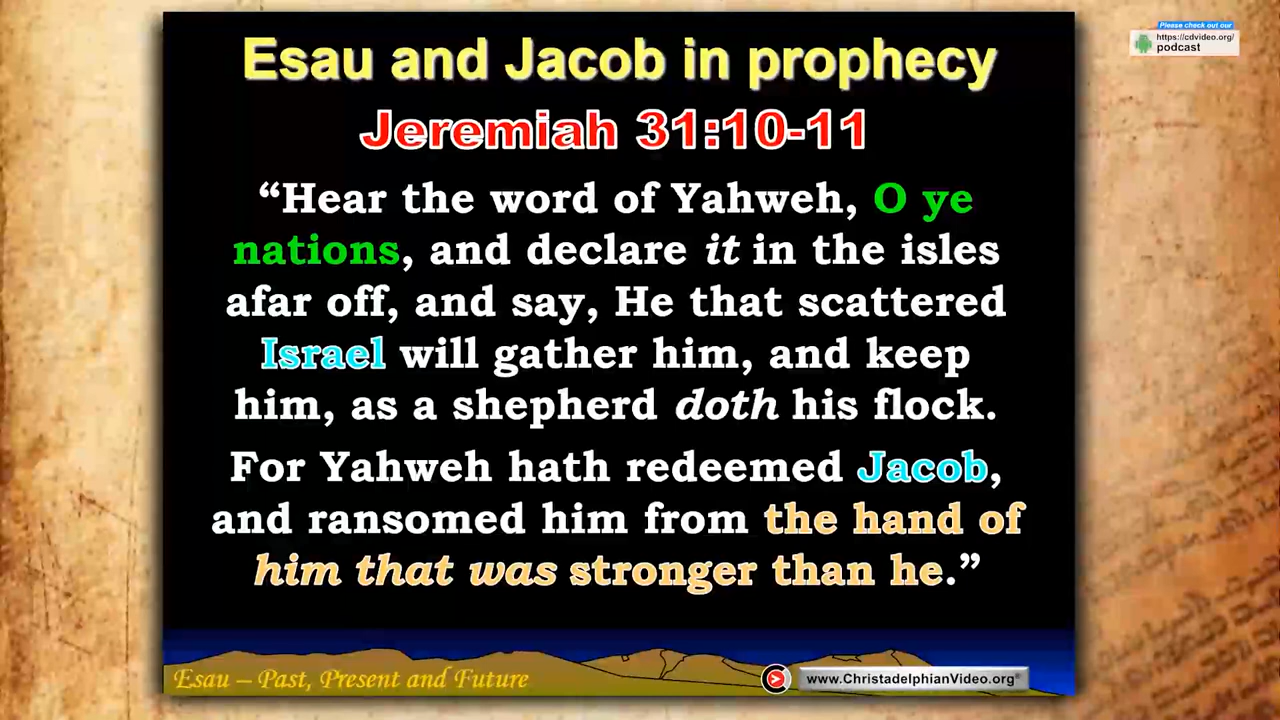 Please check out our
https://cdvideo.org/
podcast
Esau and Jacob in prophecy
Jeremiah 31:10-11
“Hear the word of Yahweh, O ye
nations, and declare it in the isles
afar off, and say, He that scattered
Israel will gather him, and keep
him, as a shepherd doth his flock.
For Yahweh hath redeemed Jacob,
and ransomed him from the hand of
him that was stronger than he.”
Esau – Past, Present and Future
www.ChristadelphianVideo.org